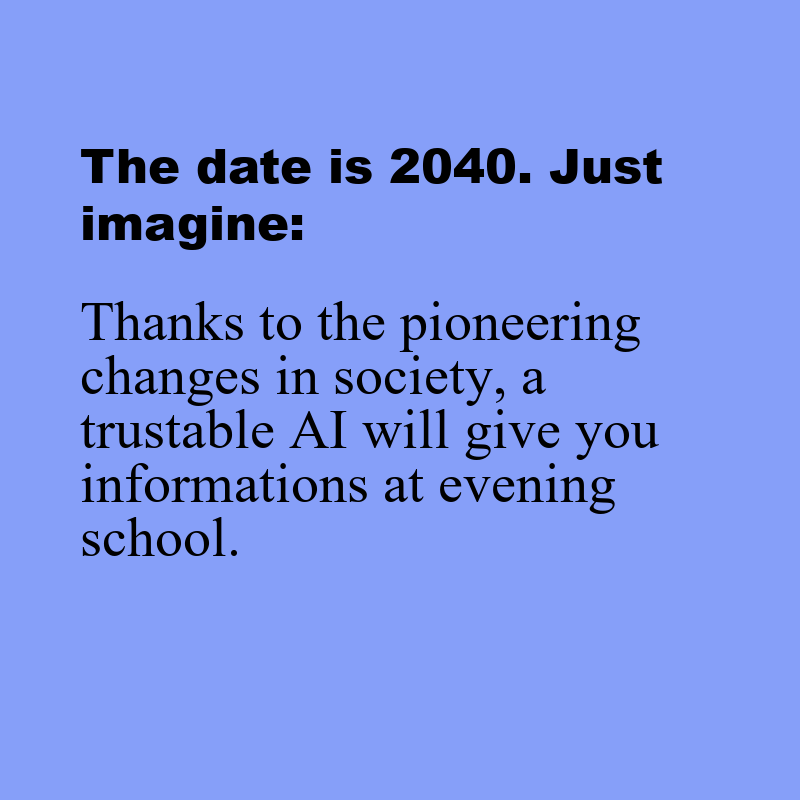 The date is 2040. Just
imagine:
Thanks to the pioneering
changes in society, a
trustable AI will give you
informations at evening
school.